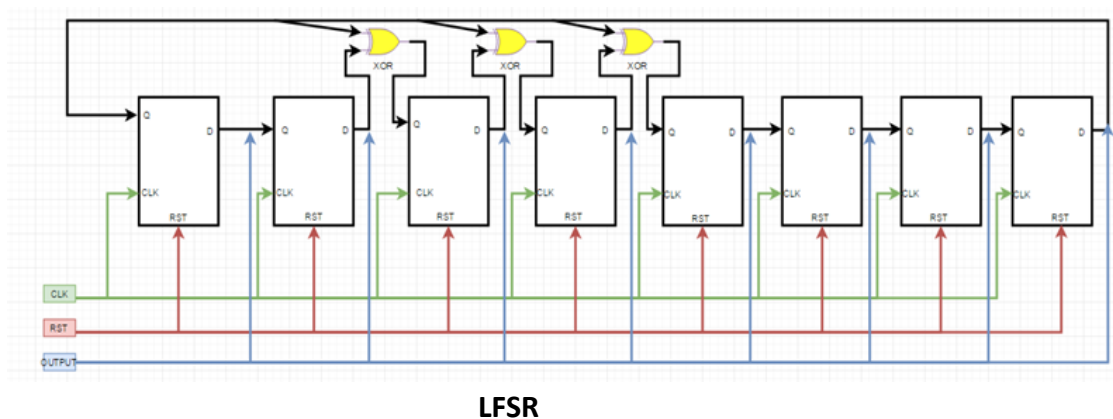 XOR XOR XOR
Q D Q D Q D Q D Q D Q D Q D Q D
CLK CLK CLK CLK CLK CLK CLK CLK
RST RST RST RST RST RST RST RST
CLK
RST
OUTPUT
LFSR